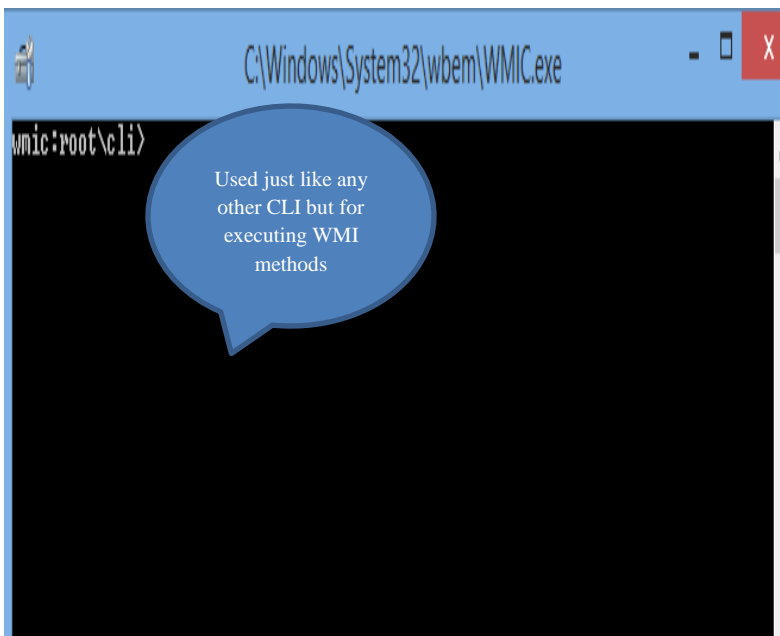 C:\Windows\System32\wbem\WMIC.exe
wmic:root\cli>
Used just like any
other CLI but for
executing WMI
methods